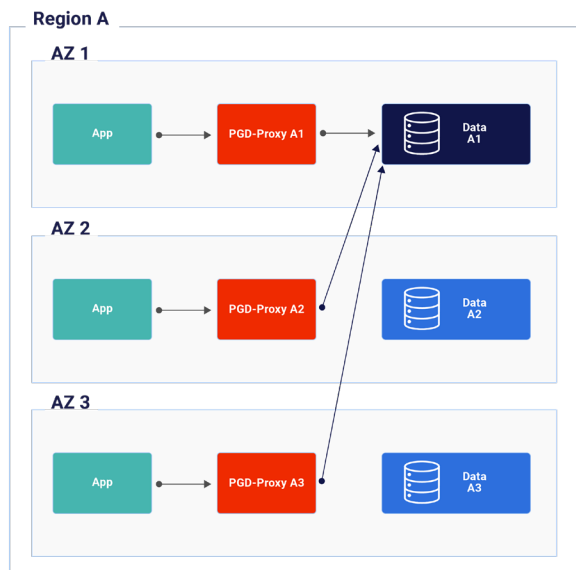 Region A
AZ 1
App
PGD-Proxy A1
Data
A1
AZ 2
App
PGD-Proxy A2
Data
A2
AZ 3
App
PGD-Proxy A3
Data
A3